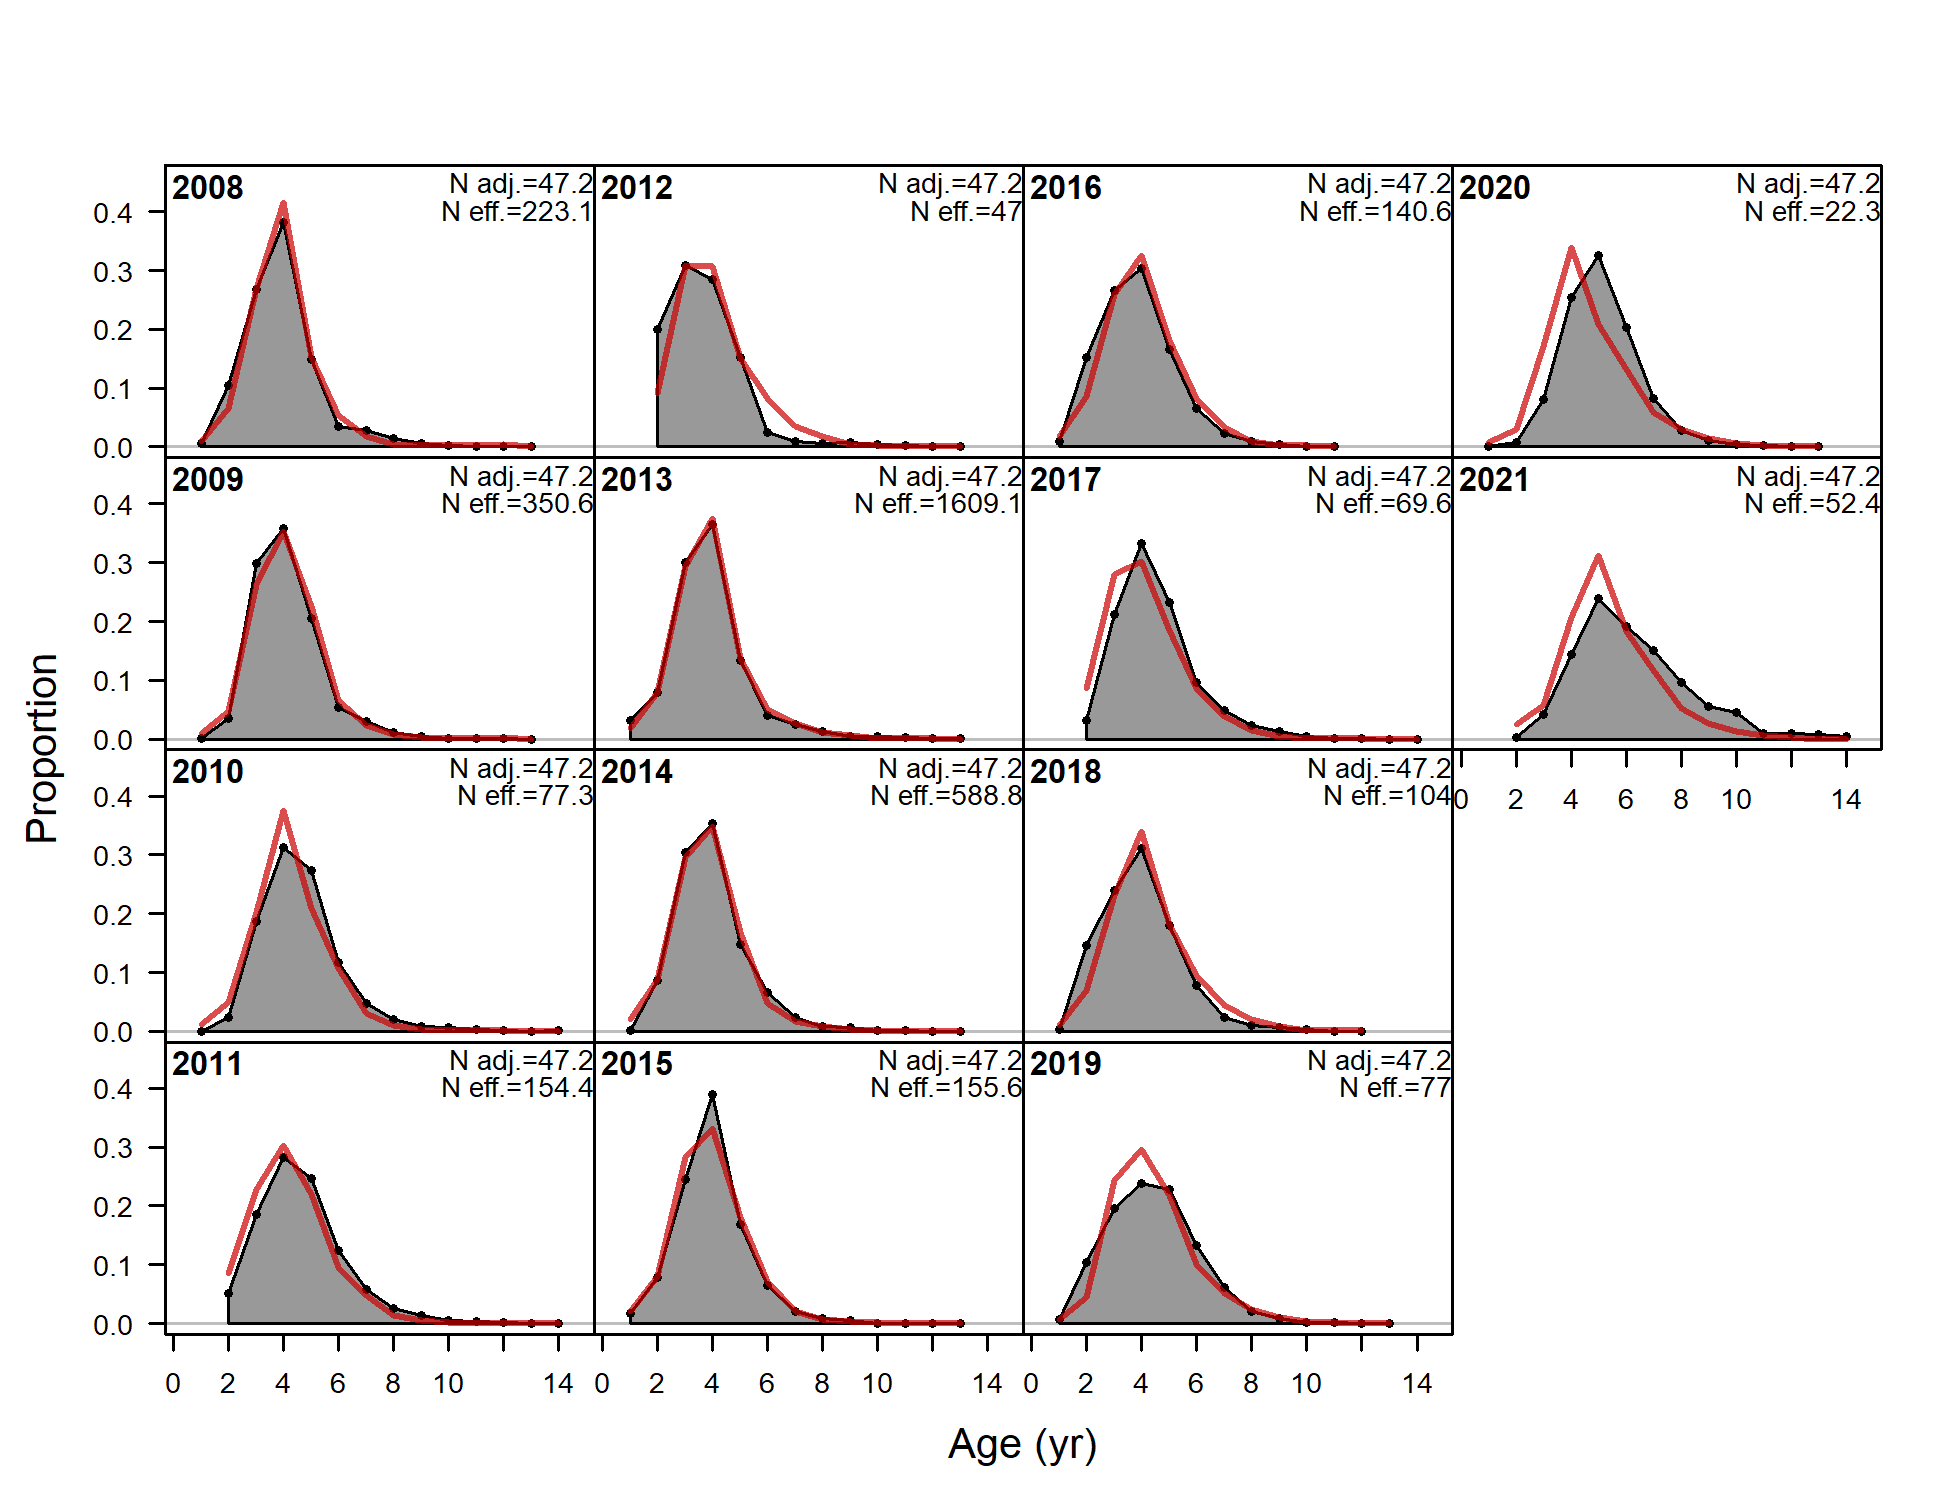 2008 N adj.=47.2
N eff.=223.1
2012 N adj.=47.2
N eff.=47
2016 N adj.=47.2
N eff.=140.6
2020 N adj.=47.2
N eff.=22.3
0.4
0.3
0.2
0.1
0.0
2009 N adj.=47.2
N eff.=350.6
2013 N adj.=47.2
N eff.=1609.1
2017 N adj.=47.2
N eff.=69.6
2021 N adj.=47.2
N eff.=52.4
0.4
0.3
0.2
0.1
0.0
2010 N adj.=47.2
N eff.=77.3
2014 N adj.=47.2
N eff.=588.8
2018 N adj.=47.2
N eff.=104
0 2 4 6 8 10 14
0.4
0.3
0.2
0.1
0.0
2011 N adj.=47.2
N eff.=154.4
2015 N adj.=47.2
N eff.=155.6
2019 N adj.=47.2
N eff.=77
0.4
0.3
0.2
0.1
0.0
0 2 4 6 8 10 14
0 2 4 6 8 10 14
0 2 4 6 8 10 14
Proportion
Age (yr)